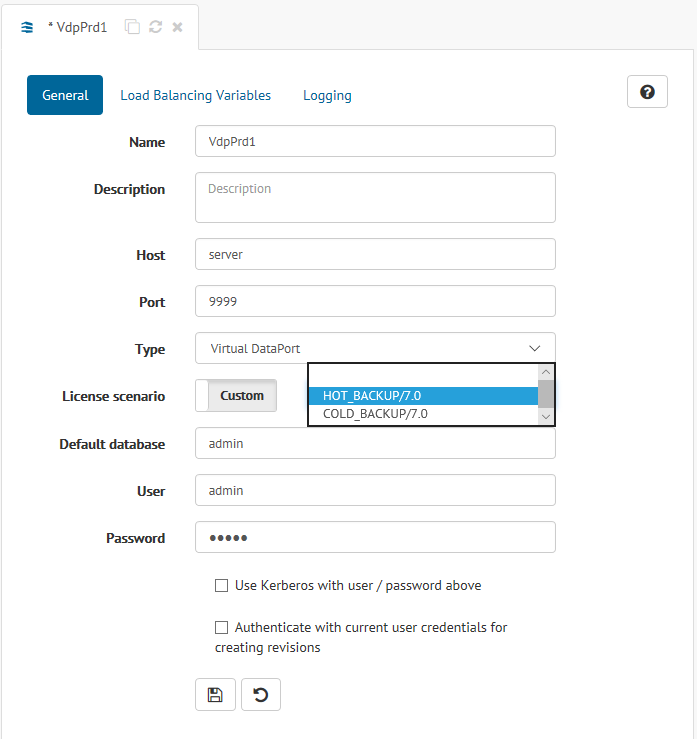 * VdpPrd1
General Load Balancing Variables Logging
Name VdpPrd1
Description Description
Host server
Port 9999
Type Virtual DataPort
License scenario Custom
HOT_BACKUP/7.0
COLD_BACKUP/7.0
Default database admin
User admin
Password •••••
Use Kerberos with user / password above
Authenticate with current user credentials for
creating revisions